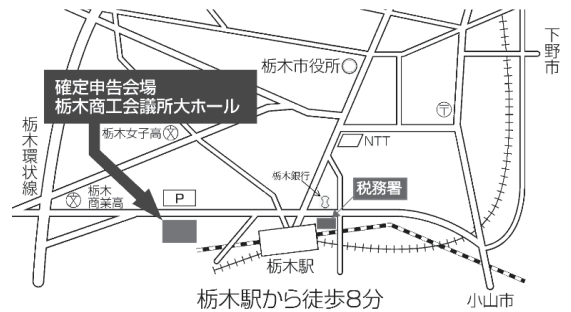 下野市
栃木市役所
確定申告会場
栃木商工会議所大ホール
栃木環状線
栃木女子高
文
〒
NTT
栃木銀行
税務署
文
栃木
商業高
P
栃木駅
栃木駅から徒歩8分
小山市